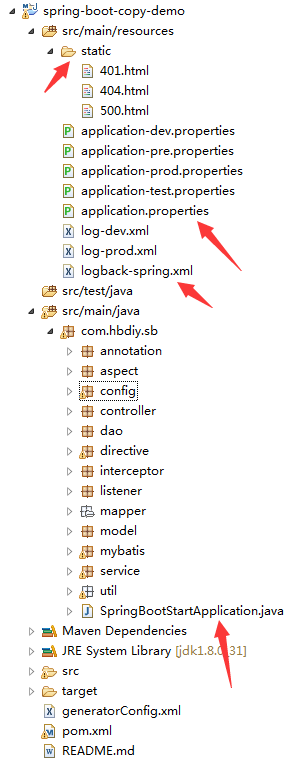 spring-boot-copy-demo
src/main/resources
static
401.html
404.html
500.html
application-dev.properties
application-pre.properties
application-prod.properties
application-test.properties
application.properties
log-dev.xml
log-prod.xml
logback-spring.xml
src/test/java
src/main/java
com.hbdiy.sb
annotation
aspect
config
controller
dao
directive
interceptor
listener
mapper
model
mybatis
service
util
SpringBootStartApplication.java
Maven Dependencies
JRE System Library
src
target
generatorConfig.xml
pom.xml
README.md